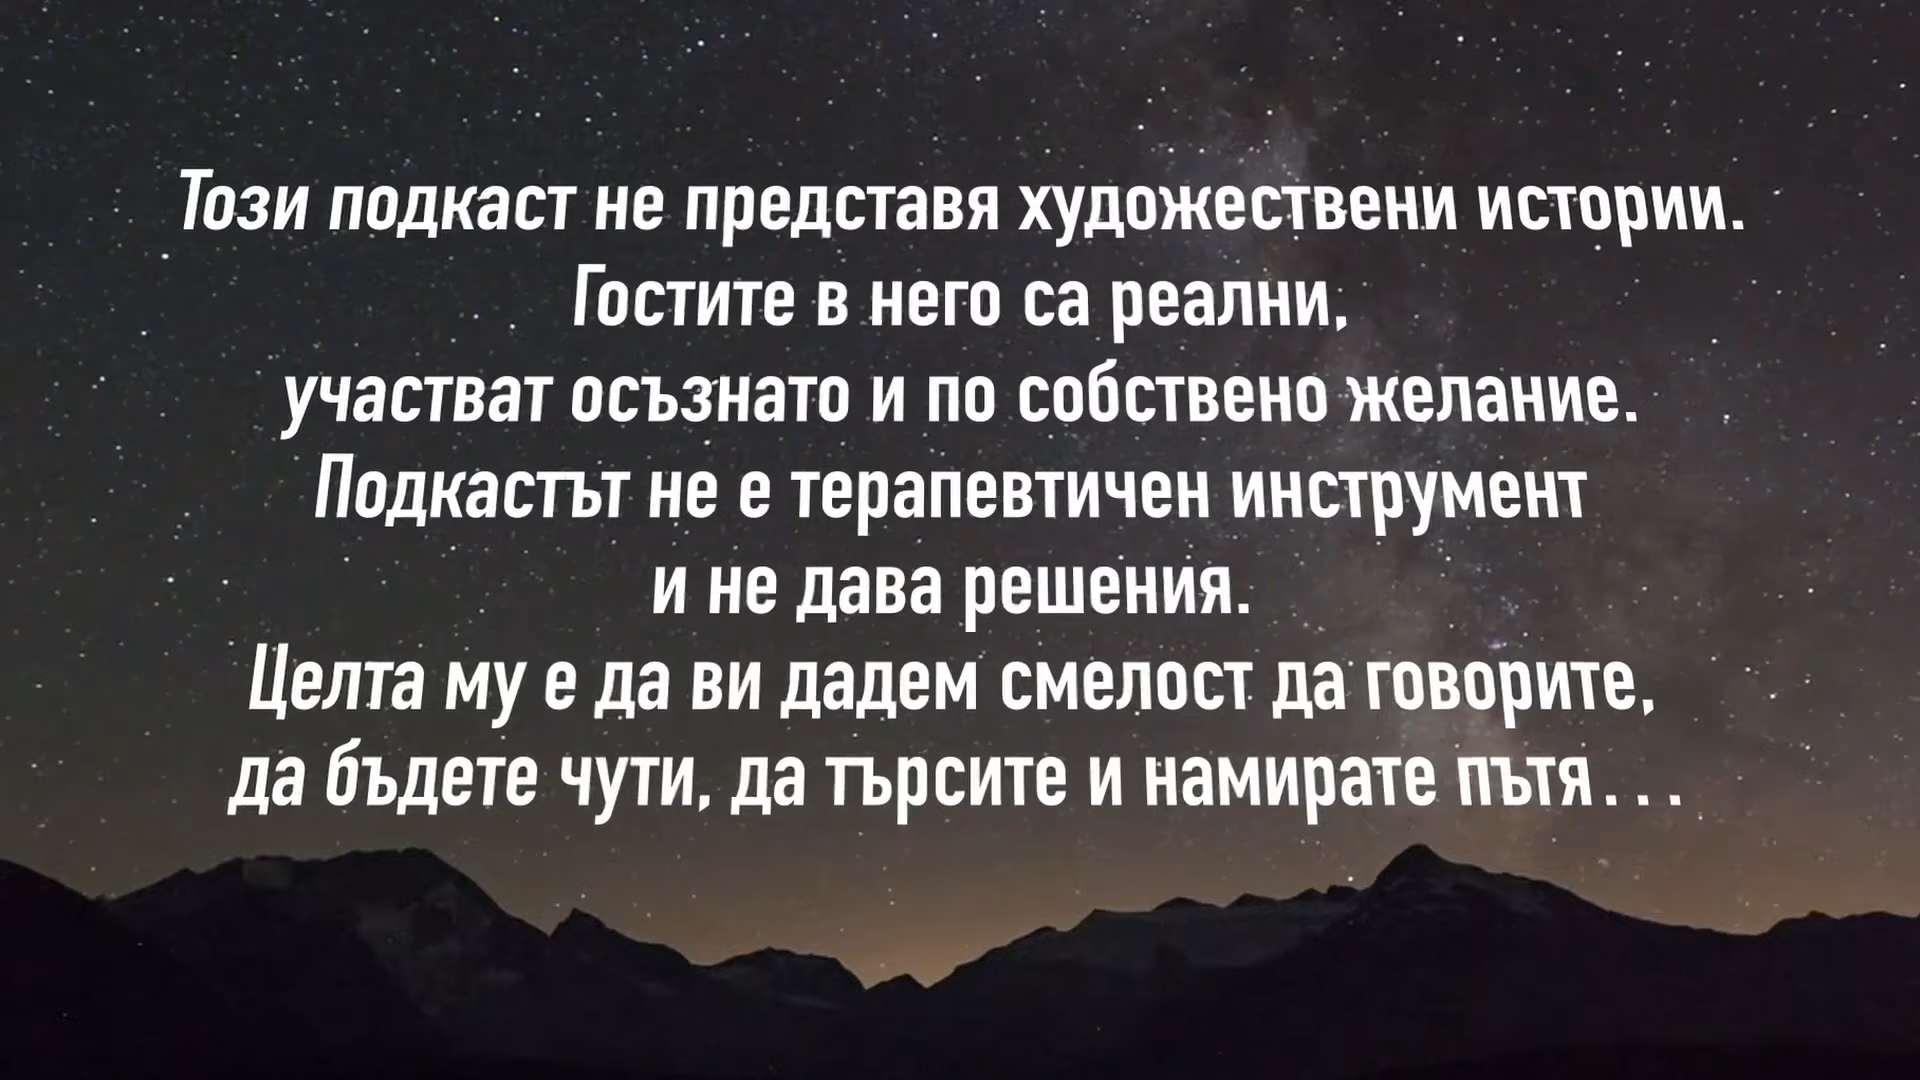 Този подкаст не представя художествени истории.
Гостите в него са реални,
участват осъзнато и по собствено желание.
Подкастът не е терапевтичен инструмент
и не дава решения.
Целта му е да ви дадем смелост да говорите,
да бъдете чути, да търсите и намирате пътя...